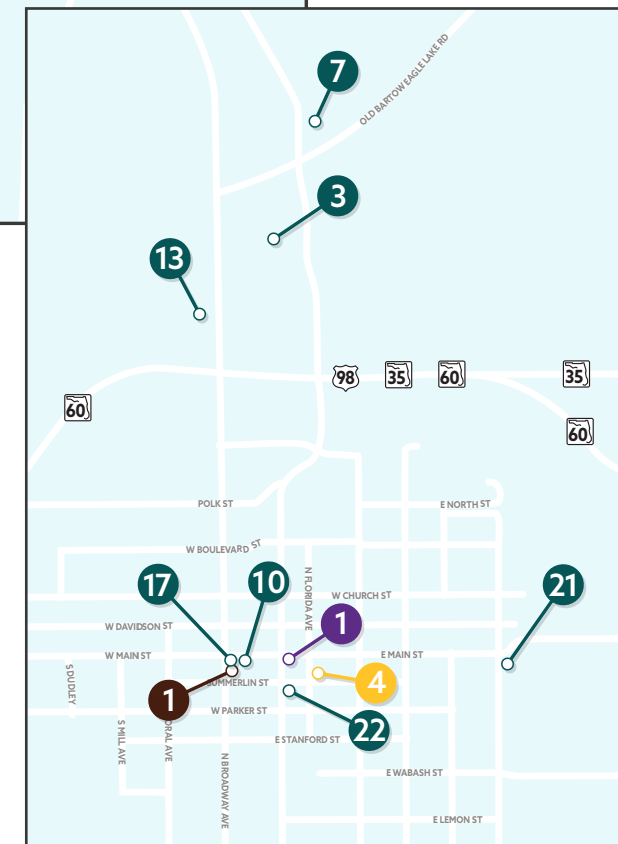 7
OLD BARTOW EAGLE LAKE RD
3
13
98
35
60
35
60
60
POLK ST
E NORTH ST
W BOULEVARD ST
17
10
N FLORIDA AVE
W CHURCH ST
21
1
W DAVIDSON ST
W MAIN ST
E MAIN ST
S DUDLEY
1
SUMMERLIN ST
4
W PARKER ST
22
S MILL AVE
ORAL AVE
N BROADWAY AVE
E STANFORD ST
E WABASH ST
E LEMON ST